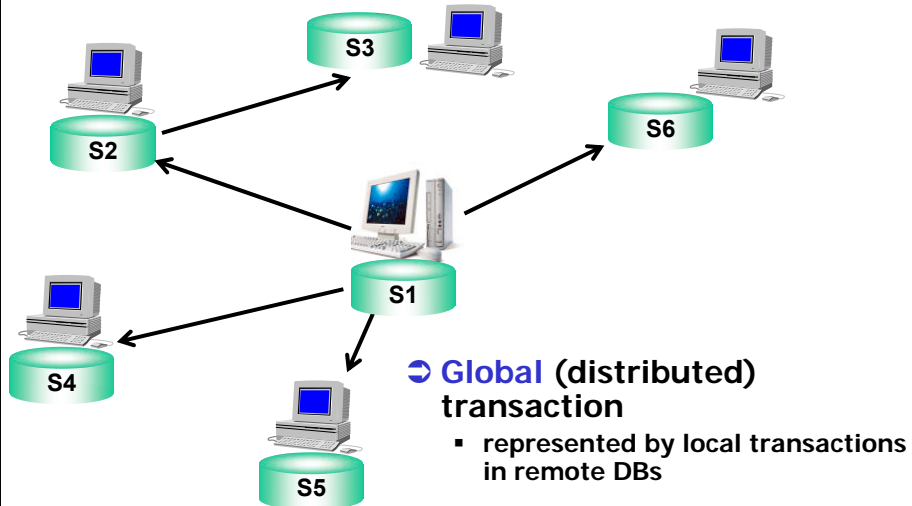 S3
S2
S6
S1
S4
S5
➲ Global (distributed)
transaction
▪ represented by local transactions
in remote DBs